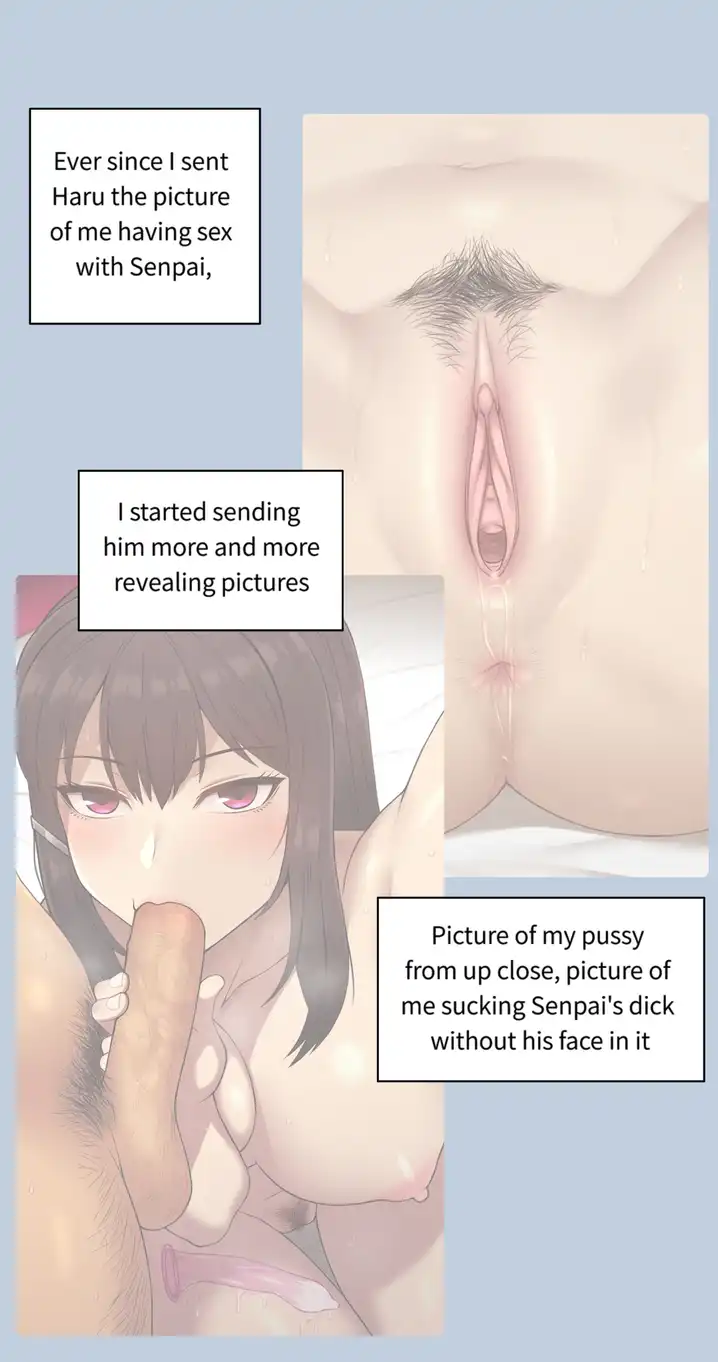 Ever since I sent
Haru the picture
of me having sex
with Senpai,
I started sending
him more and more
revealing pictures
Picture of my pussy
from up close, picture of
me sucking Senpai's dick
without his face in it